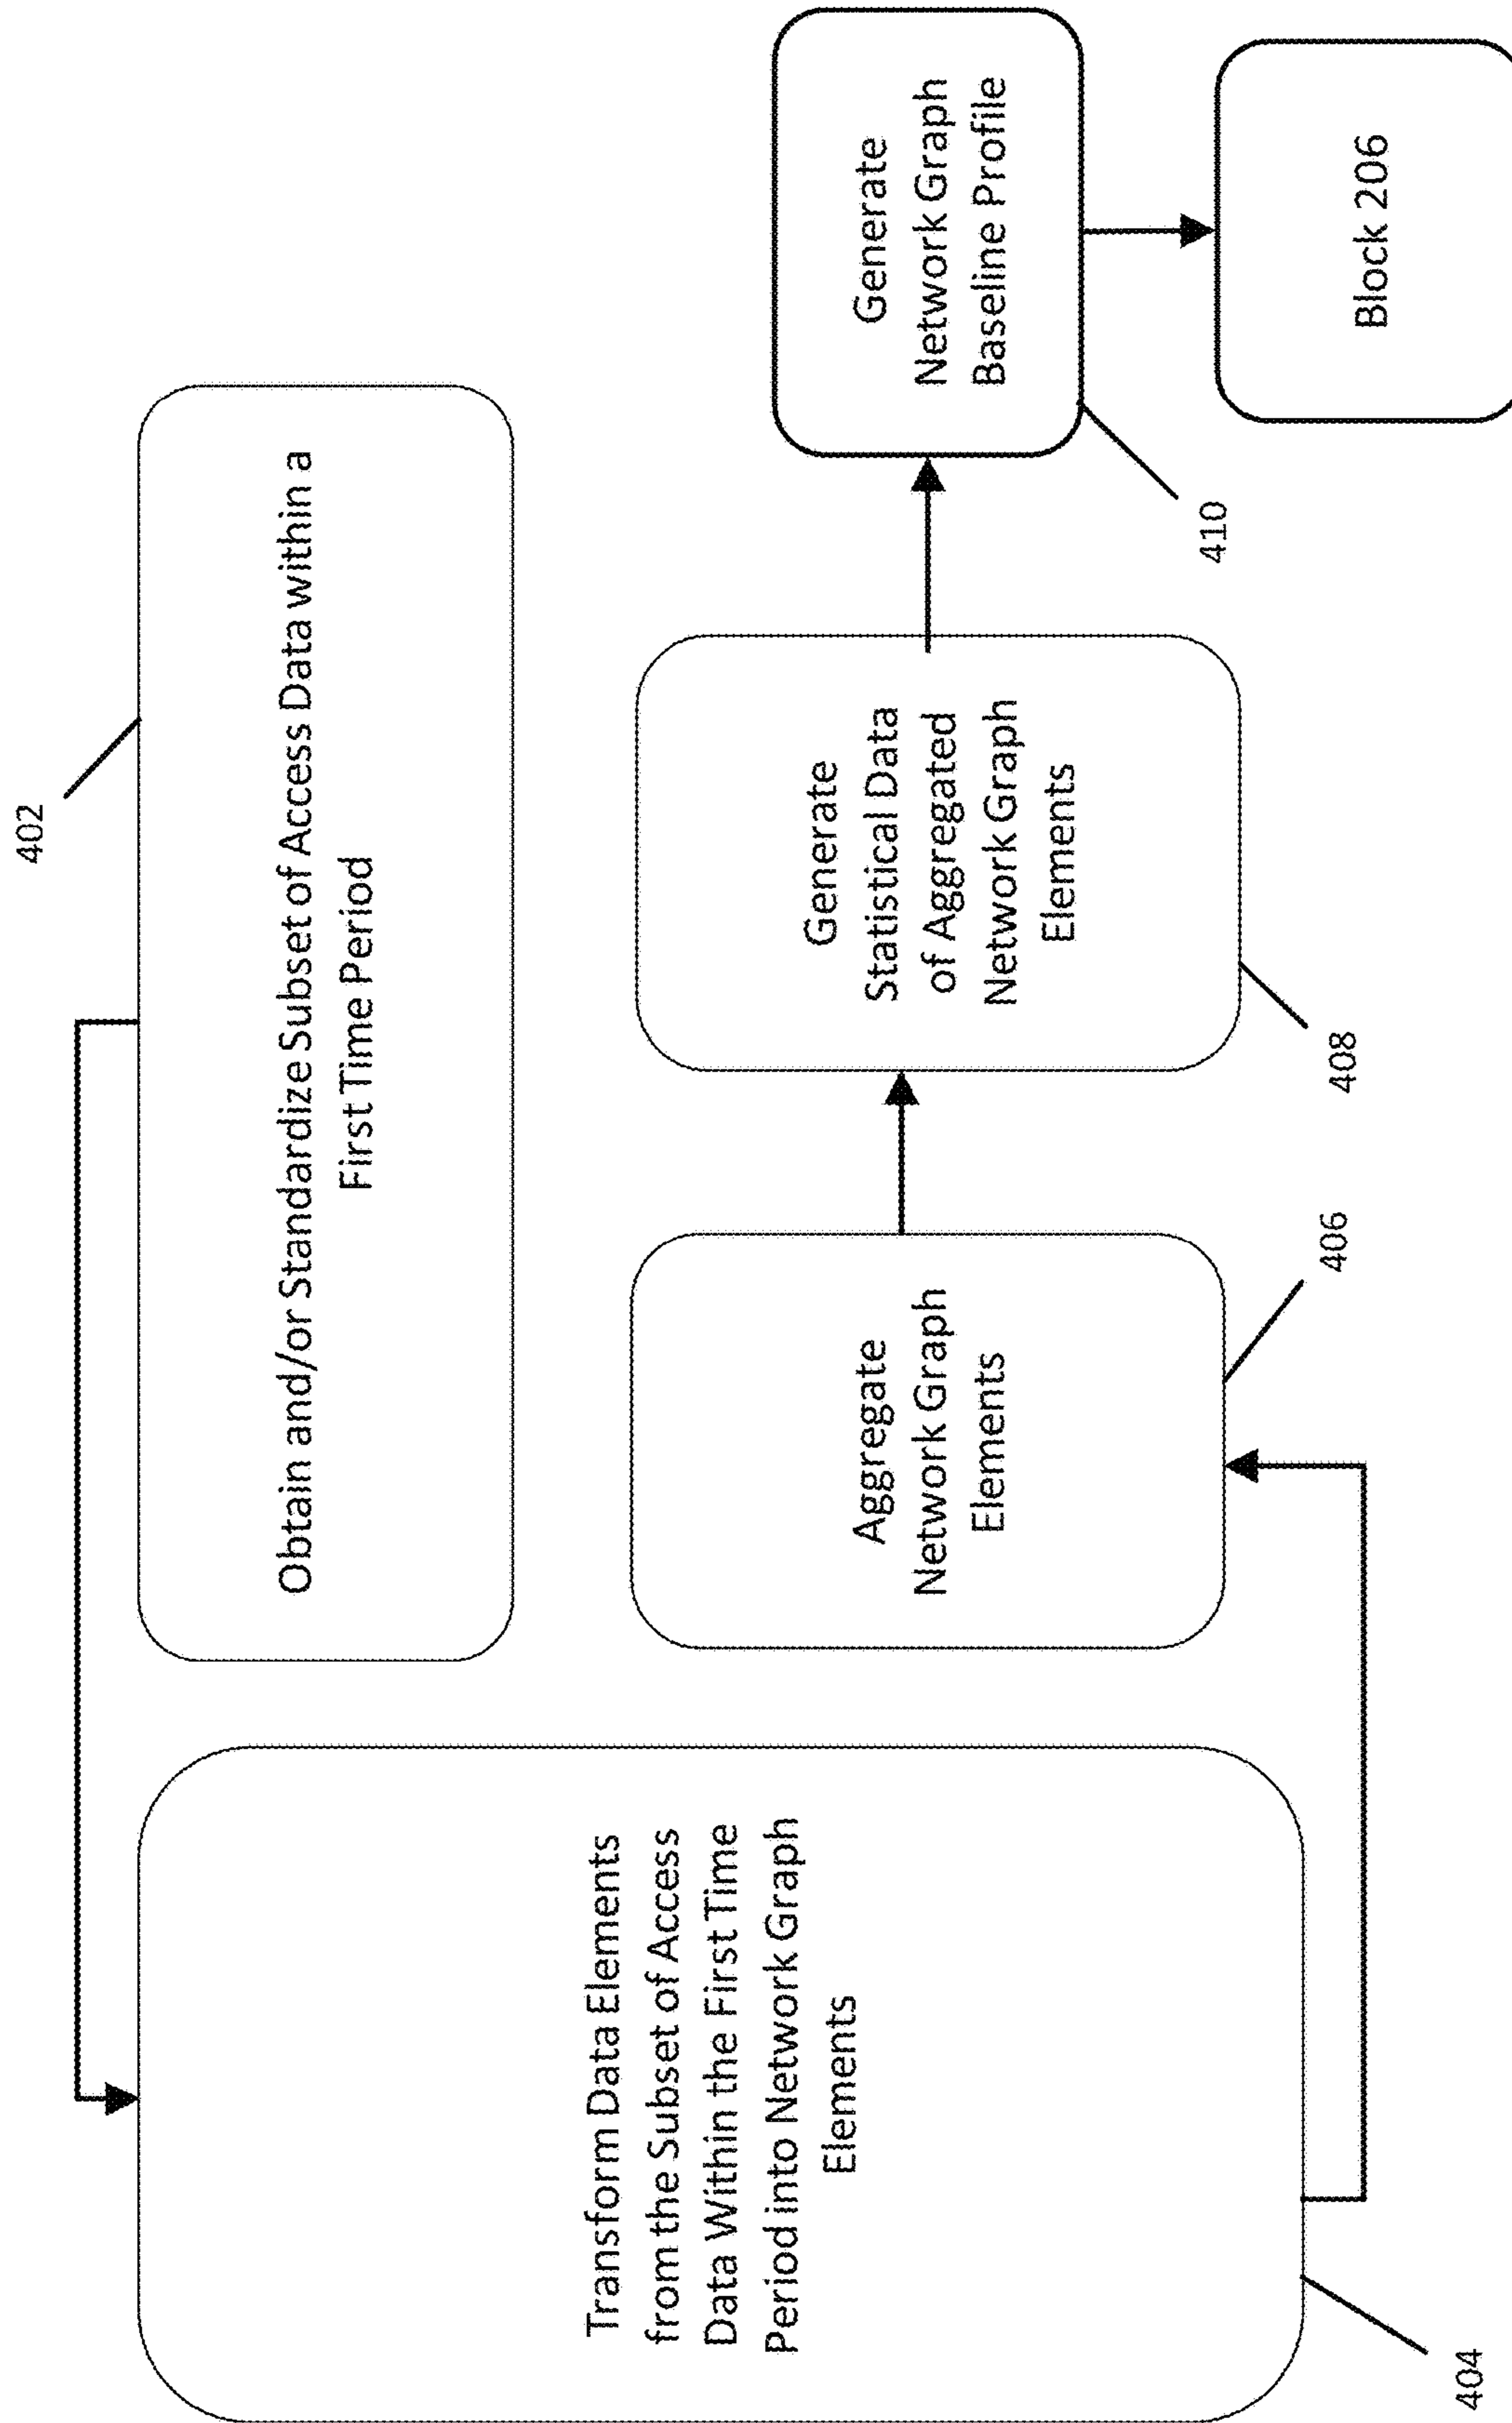 402
Obtain and/or Standardize Subset of Access Data within a
First Time Period
Transform Data Elements
from the Subset of Access
Data Within the First Time
Period into Network Graph
Elements
404
Aggregate
Network Graph
Elements
406
Generate
Statistical Data
of Aggregated
Network Graph
Elements
408
Generate
Network Graph
Baseline Profile
410
Block 206